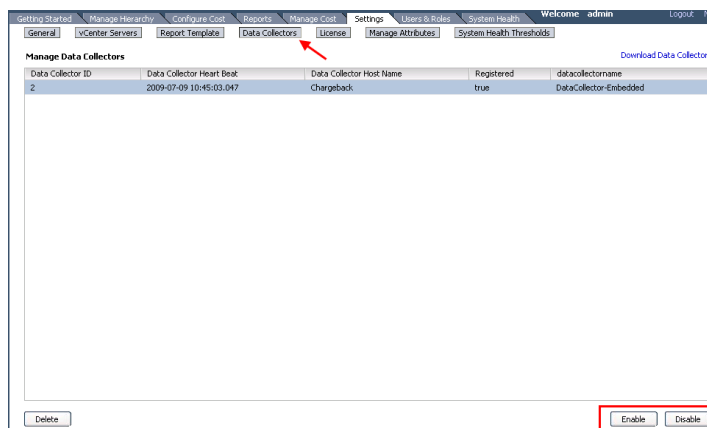 Getting Started Manage Hierarchy Configure Cost Reports Manage Cost Settings Users & Roles System Health Welcome admin Logout
General vCenter Servers Report Template Data Collectors License Manage Attributes System Health Thresholds
Manage Data Collectors Download Data Collector
Data Collector ID Data Collector Heart Beat Data Collector Host Name Registered datacollectorname
2 2009-07-09 10:45:03.047 Chargeback true DataCollector-Embedded
Delete Enable Disable